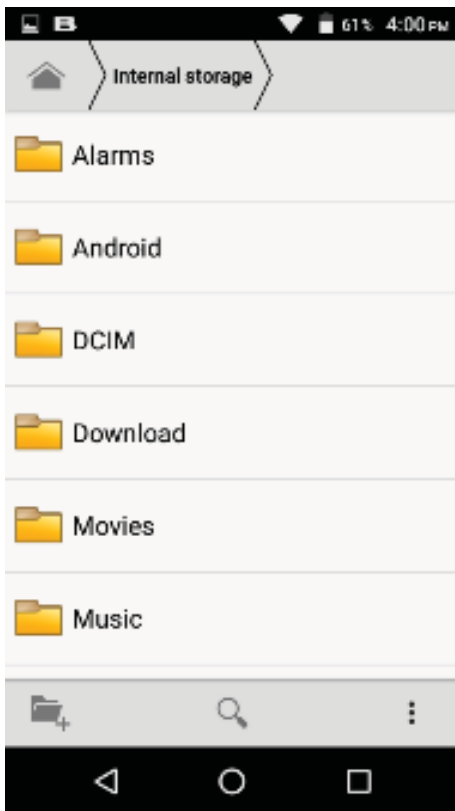 61% 4:00 PM
Internal storage
Alarms
Android
DCIM
Download
Movies
Music